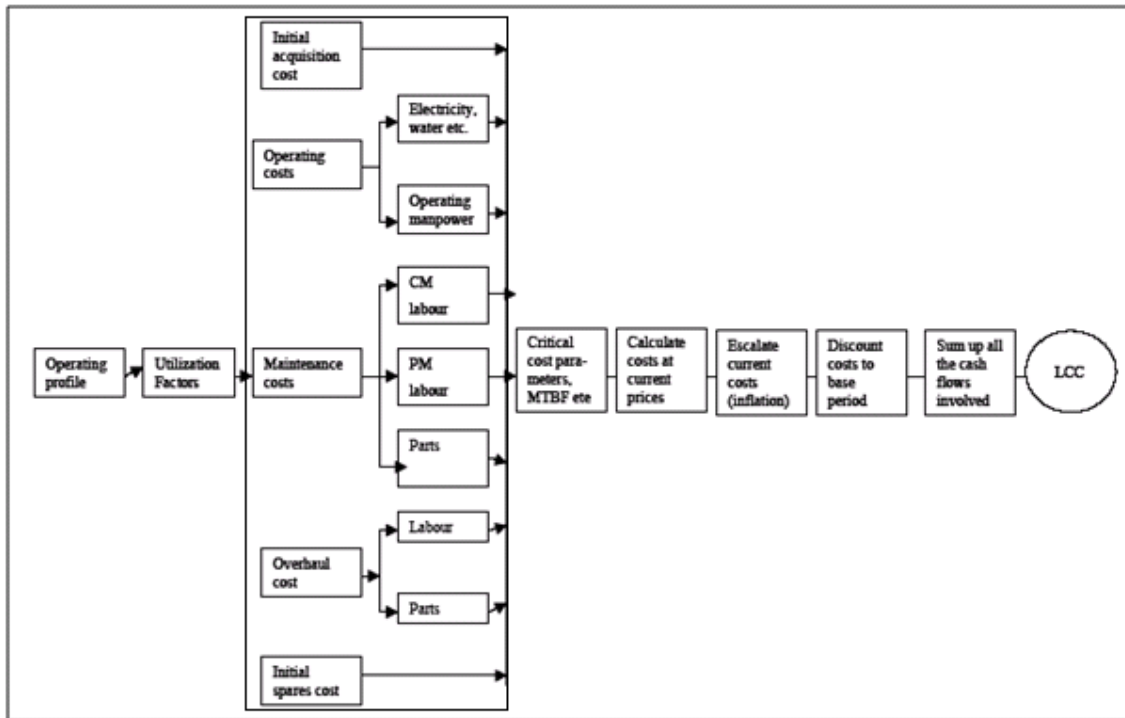 Initial
acquisition
cost
Electricity,
water etc.
Operating
costs
Operating
manpower
CM
labour
Operating
profile
Utilization
Factors
Maintenance
costs
PM
labour
Parts
Critical
cost para-
meters,
MTBF ete
Calculate
costs at
current
prices
Escalate
current
costs
(inflation)
Discount
costs to
base
period
Sum up all
the cash
flows
involved
LCC
Labour
Overhaul
cost
Parts
Initial
spares cost